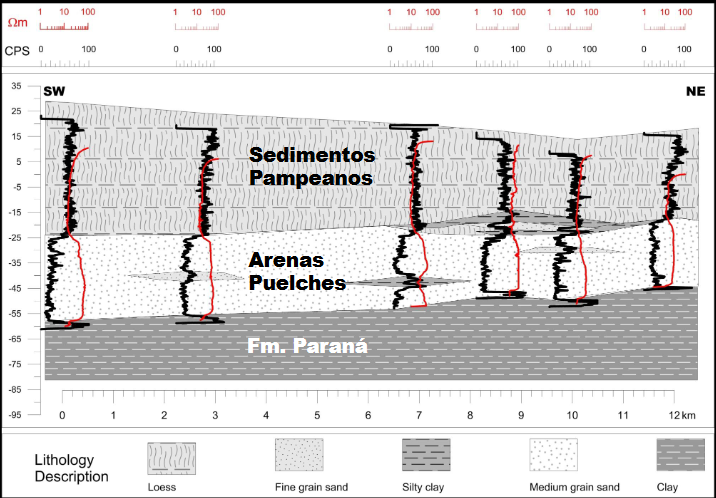 1 10 100 1 10 100 1 10 100 1 10 100 1 10 100 1 10 100
Ωm
CPS 0 100 0 100 0 100 0 100 0 100 0 100
SW NE
35
25
15
5
-5
-15
-25
-35
-45
-55
-65
-75
-85
-95
Sedimentos
Pampeanos
Arenas
Puelches
Fm. Paraná
0 1 2 3 4 5 6 7 8 9 10 11 12 km
Lithology
Description
Loess
Fine grain sand
Silty clay
Medium grain sand
Clay